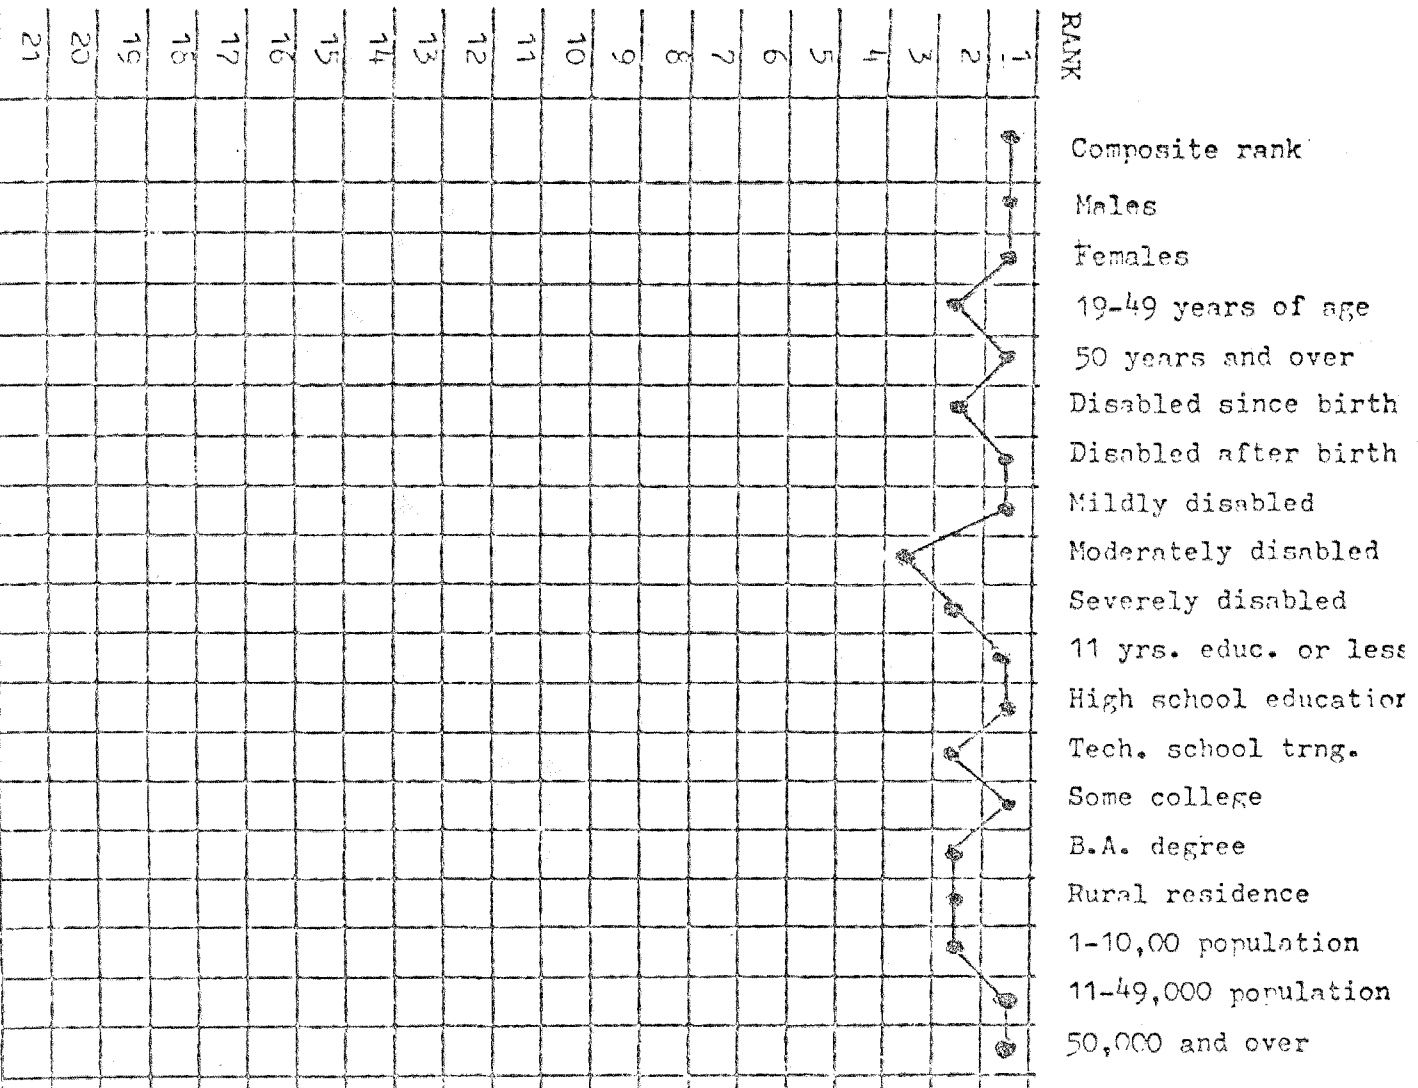 RANK
1
2
3
4
5
6
7
8
9
10
11
12
13
14
15
16
17
18
19
20
21
Composite rank
Males
Females
19-49 years of age
50 years and over
Disabled since birth
Disabled after birth
Mildly disabled
Moderately disabled
Severely disabled
11 yrs. educ. or less
High school education
Tech. school trng.
Some college
B.A. degree
Rural residence
1-10,00 population
11-49,000 population
50,000 and over